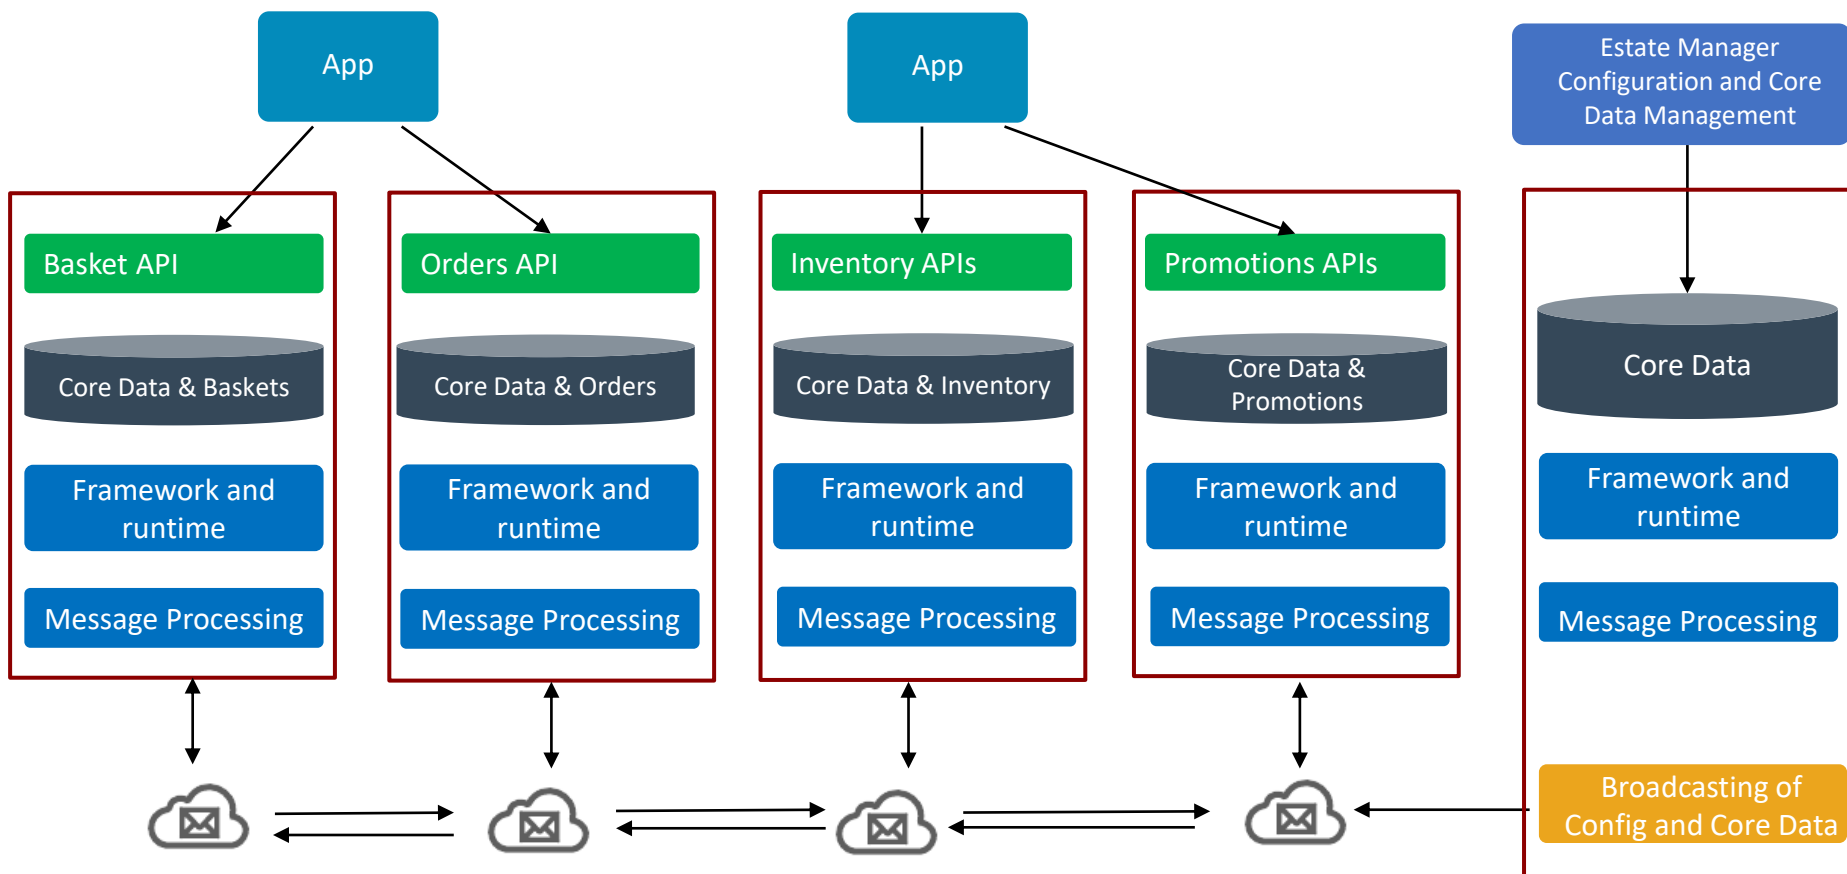 App
App
Estate Manager
Configuration and Core
Data Management
Basket API
Orders API
Inventory APIs
Promotions APIs
Core Data & Baskets
Core Data & Orders
Core Data & Inventory
Core Data &
Promotions
Core Data
Framework and
runtime
Framework and
runtime
Framework and
runtime
Framework and
runtime
Framework and
runtime
Message Processing
Message Processing
Message Processing
Message Processing
Message Processing
Broadcasting of
Config and Core Data